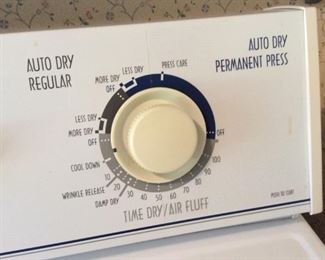 AUTO DRY
REGULAR
AUTO DRY
PERMANENT PRESS
LESS DRY
MORE DRY
OFF
PRESS CARE
LESS DRY
MORE DRY
OFF
OFF
COOL DOWN
WRINKLE RELEASE
DAMP DRY
10
20
30
40
50
60
70
80
90
100
TIME DRY/AIR FLUFF
PUSH TO START